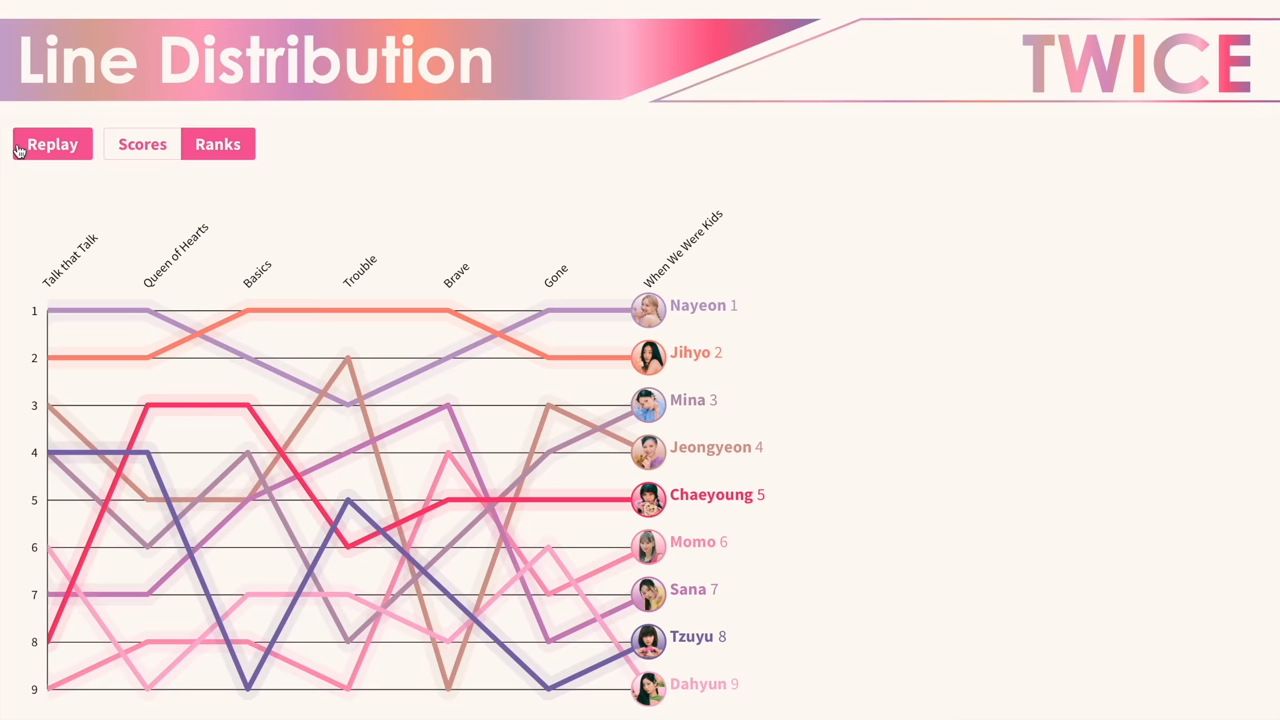 Line Distribution
TWICE
Replay
Scores
Ranks
Talk that Talk
Queen of Hearts
Basics
Trouble
Brave
Gone
When We Were Kids
1
2
3
4
5
6
7
8
9
Nayeon 1
Jihyo 2
Mina 3
Jeongyeon 4
Chaeyoung 5
Momo 6
Sana 7
Tzuyu 8
Dahyun 9